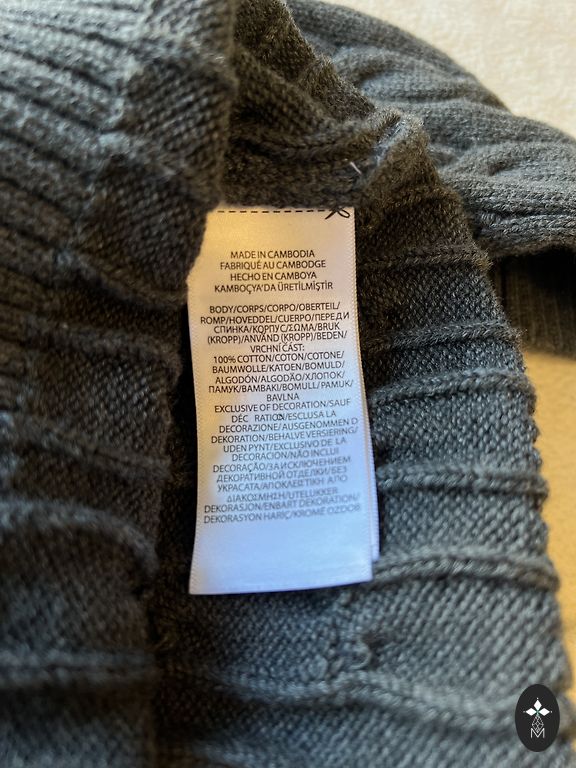 MADE IN CAMBODIA
FABRIQUÉ AU CAMBODGE
HECHO EN CAMBOYA
KAMBOÇYA'DA ÜRETİLMİŞTİR
BODY/CORPS/CORPO/OBERTEIL/
ROMP/HOVEDDEL/CUERPO/ПЕРЕД И
СПИНКА/КОРПУС/ΣΩΜΑ/BRUK
(KROPP)/ANVÄND (KROPP)/BEDEN/
VRCHNÍ ČÁST:
100% COTTON/COTON/COTONE/
BAUMWOLLE/KATOEN/BOMULD/
ALGODÓN/ALGODÃO/ХЛОПОК/
ПАМУК/BAMBAKI/BOMULL/PAMUK/
BAVLNA
EXCLUSIVE OF DECORATION/SAUF
DÉC RATION/ESCLUSA LA
DECORAZIONE/AUSGENOMMEN D
DEKORATION/BEHALVE VERSIERING/
UDEN PYNT/EXCLUSIVO DE LA
DECORACIÓN/NÃO INCLUI
DECORAÇÃO/ЗА ИСКЛЮЧЕНИЕМ
ДЕКОРАТИВНОЙ ОТДЕЛКИ/БЕЗ
УКРАСАТА/ΑΠΟΚΛΕΙΣΤΙΚΗ ΑΠΟ
ΔΙΑΚΟΣΜΗΣΗ/UTELUKKER
DEKORASJON/ENBART DEKORATION/
DEKORASYON HARİÇ/KROMĚ OZDOB
M